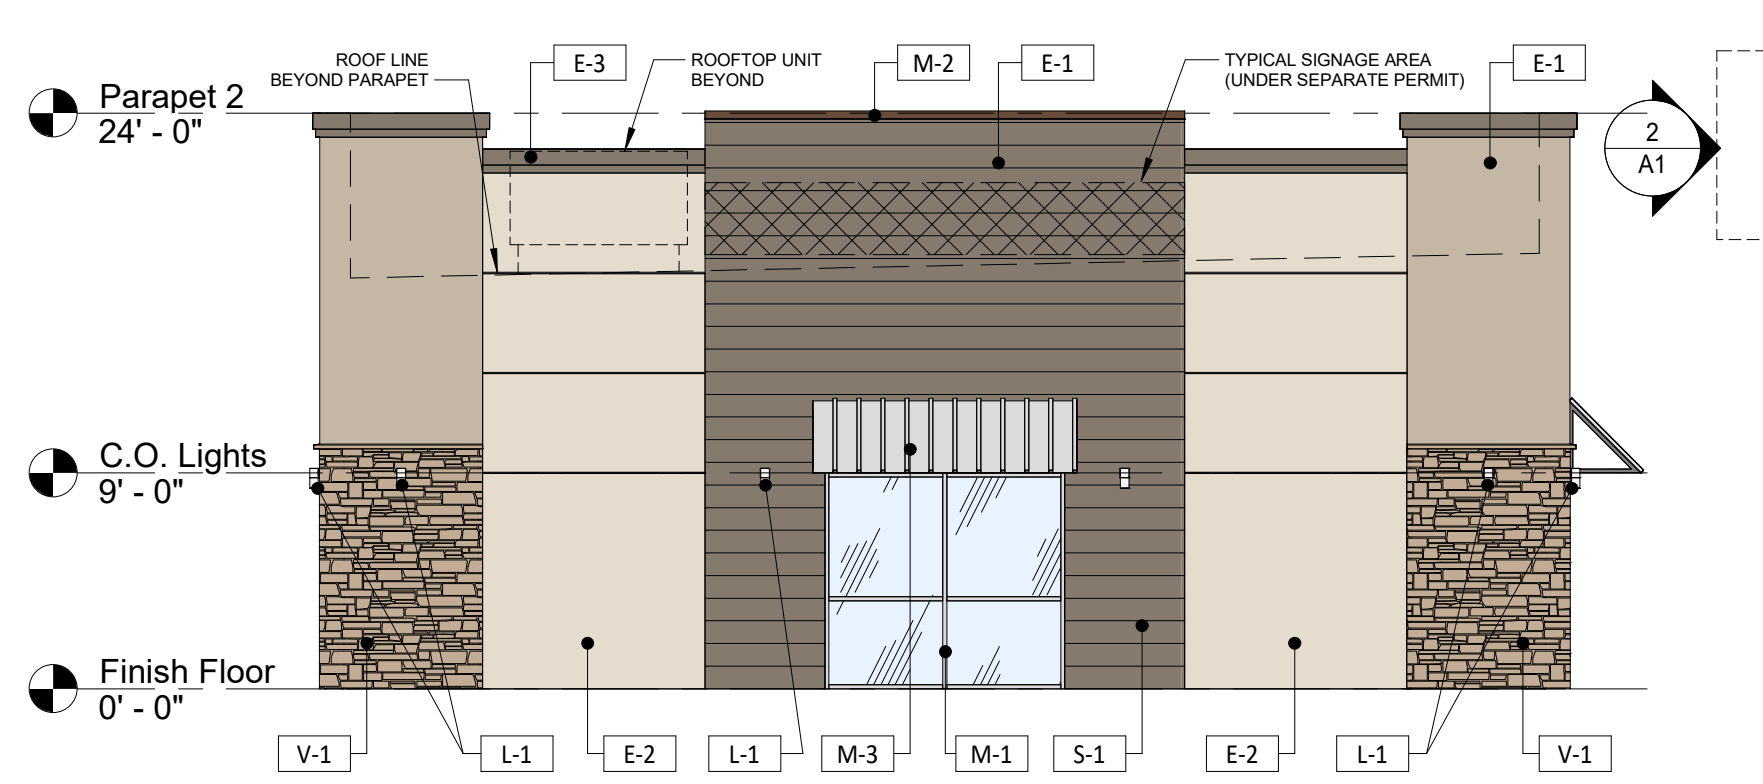 ROOF LINE
BEYOND PARAPET
E-3
ROOFTOP UNIT
BEYOND
M-2
E-1
TYPICAL SIGNAGE AREA
(UNDER SEPARATE PERMIT)
E-1
Parapet 2
24' - 0"
2
A1
C.O. Lights
9' - 0"
Finish Floor
0' - 0"
V-1
L-1
E-2
L-1
M-3
M-1
S-1
E-2
L-1
V-1